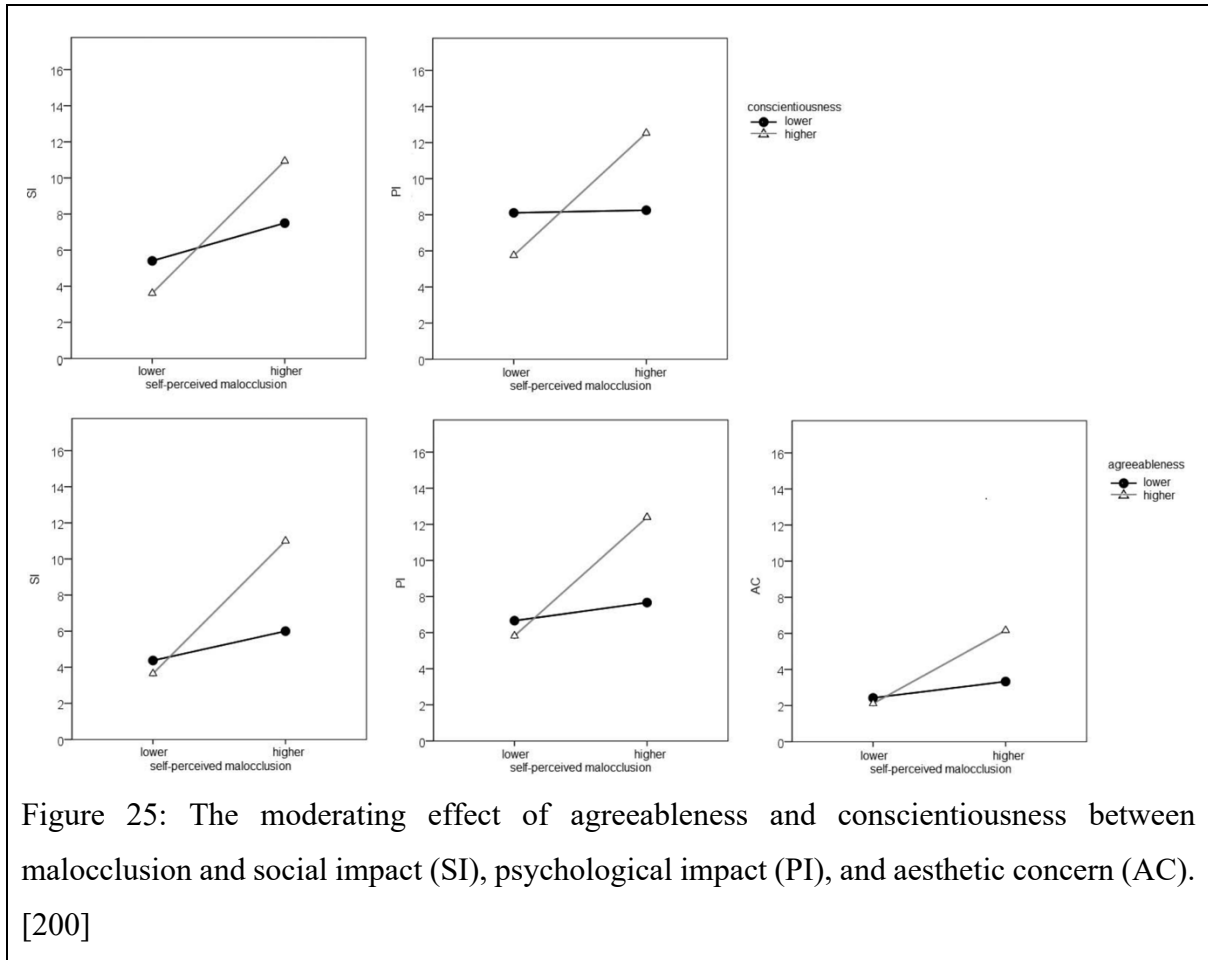 16
14
12
10
8
6
4
2
0
SI
lower
higher
self-perceived malocclusion
16
14
12
10
8
6
4
2
0
PI
lower
higher
self-perceived malocclusion
conscientiousness
lower
higher
16
14
12
10
8
6
4
2
0
SI
lower
higher
self-perceived malocclusion
16
14
12
10
8
6
4
2
0
PI
lower
higher
self-perceived malocclusion
16
14
12
10
8
6
4
2
0
AC
lower
higher
self-perceived malocclusion
agreeableness
lower
higher
Figure 25: The moderating effect of agreeableness and conscientiousness between
malocclusion and social impact (SI), psychological impact (PI), and aesthetic concern (AC).
[200]